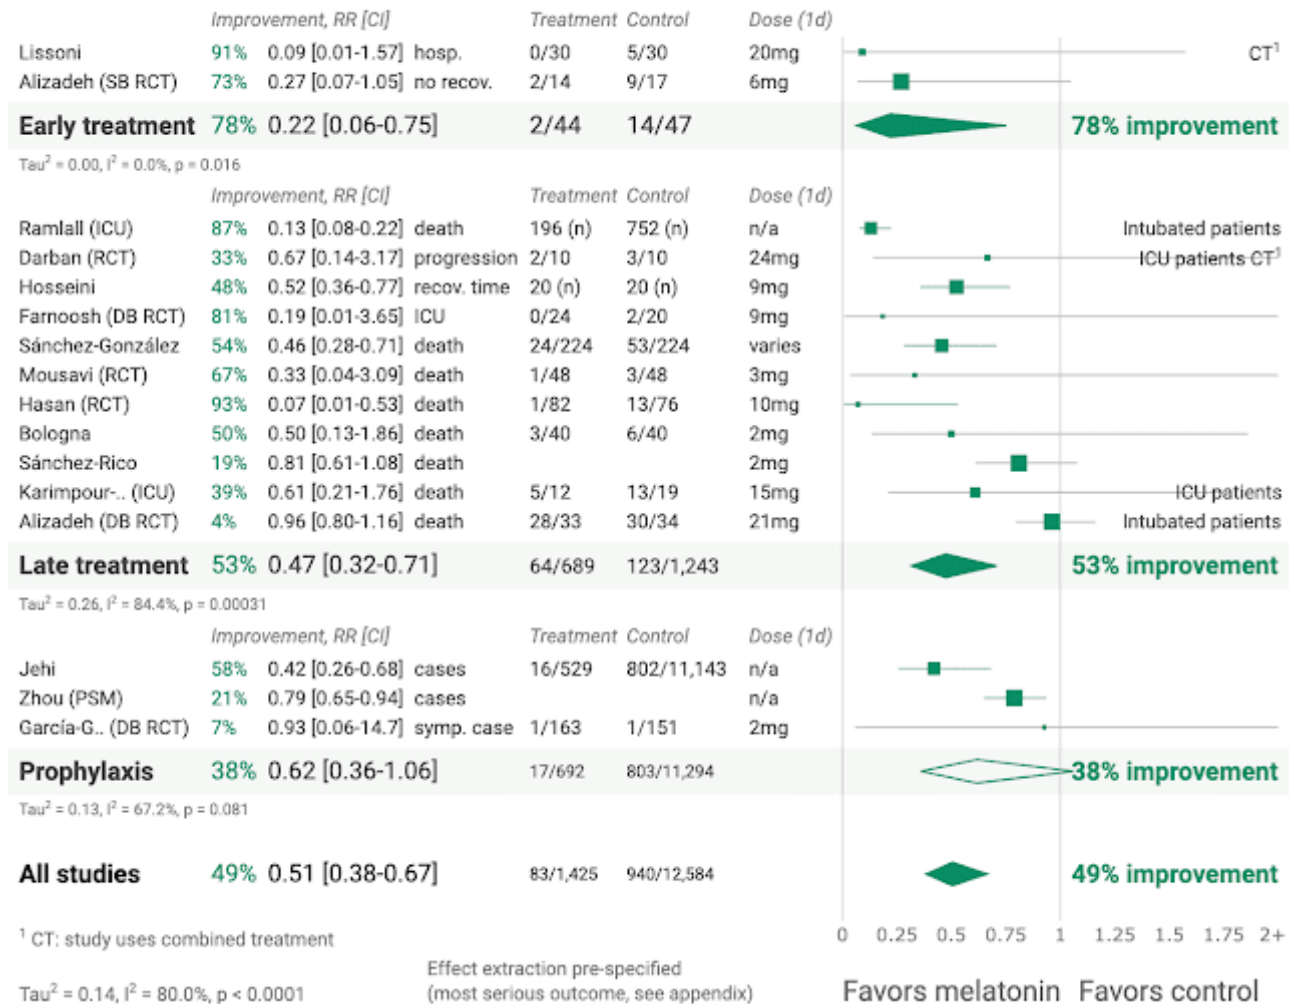 Improvement, RR [CI] Treatment Control Dose (1d)
Lissoni 91% 0.09 [0.01-1.57] hosp. 0/30 5/30 20mg CT¹
Alizadeh (SB RCT) 73% 0.27 [0.07-1.05] no recov. 2/14 9/17 6mg
Early treatment 78% 0.22 [0.06-0.75] 2/44 14/47 78% improvement
Tau² = 0.00, I² = 0.0%, p = 0.016
Improvement, RR [CI] Treatment Control Dose (1d)
Ramlall (ICU) 87% 0.13 [0.08-0.22] death 196 (n) 752 (n) n/a Intubated patients
Darban (RCT) 33% 0.67 [0.14-3.17] progression 2/10 3/10 24mg ICU patients CT¹
Hosseini 48% 0.52 [0.36-0.77] recov. time 20 (n) 20 (n) 9mg
Farnoosh (DB RCT) 81% 0.19 [0.01-3.65] ICU 0/24 2/20 9mg
Sánchez-González 54% 0.46 [0.28-0.71] death 24/224 53/224 varies
Mousavi (RCT) 67% 0.33 [0.04-3.09] death 1/48 3/48 3mg
Hasan (RCT) 93% 0.07 [0.01-0.53] death 1/82 13/76 10mg
Bologna 50% 0.50 [0.13-1.86] death 3/40 6/40 2mg
Sánchez-Rico 19% 0.81 [0.61-1.08] death 2mg
Karimpour-.. (ICU) 39% 0.61 [0.21-1.76] death 5/12 13/19 15mg ICU patients
Alizadeh (DB RCT) 4% 0.96 [0.80-1.16] death 28/33 30/34 21mg Intubated patients
Late treatment 53% 0.47 [0.32-0.71] 64/689 123/1,243 53% improvement
Tau² = 0.26, I² = 84.4%, p = 0.00031
Improvement, RR [CI] Treatment Control Dose (1d)
Jehi 58% 0.42 [0.26-0.68] cases 16/529 802/11,143 n/a
Zhou (PSM) 21% 0.79 [0.65-0.94] cases n/a
García-G.. (DB RCT) 7% 0.93 [0.06-14.7] symp. case 1/163 1/151 2mg
Prophylaxis 38% 0.62 [0.36-1.06] 17/692 803/11,294 38% improvement
Tau² = 0.13, I² = 67.2%, p = 0.081
All studies 49% 0.51 [0.38-0.67] 83/1,425 940/12,584 49% improvement
¹ CT: study uses combined treatment
0 0.25 0.5 0.75 1 1.25 1.5 1.75 2+
Tau² = 0.14, I² = 80.0%, p < 0.0001
Effect extraction pre-specified
(most serious outcome, see appendix)
Favors melatonin Favors control